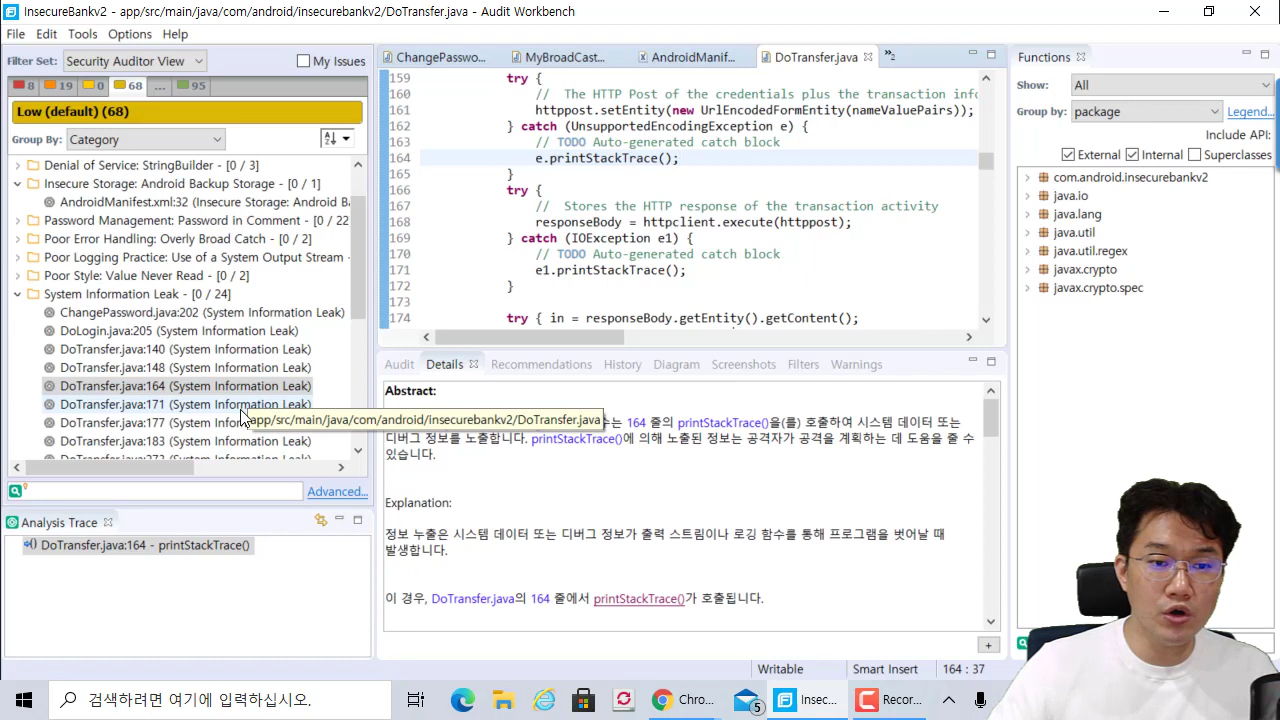 InsecureBankv2 - app/src/main/java/com/android/insecurebankv2/DoTransfer.java - Audit Workbench
File Edit Tools Options Help
Filter Set: Security Auditor View
My Issues
8 19 0 68 ... 95
Low (default) (68)
Group By: Category
Denial of Service: StringBuilder - [0 / 3]
Insecure Storage: Android Backup Storage - [0 / 1]
AndroidManifest.xml:32 (Insecure Storage: Android B
Password Management: Password in Comment - [0 / 22
Poor Error Handling: Overly Broad Catch - [0 / 2]
Poor Logging Practice: Use of a System Output Stream -
Poor Style: Value Never Read - [0 / 2]
System Information Leak - [0 / 24]
ChangePassword.java:202 (System Information Leak)
DoLogin.java:205 (System Information Leak)
DoTransfer.java:140 (System Information Leak)
DoTransfer.java:148 (System Information Leak)
DoTransfer.java:164 (System Information Leak)
DoTransfer.java:171 (System Information Leak)
DoTransfer.java:177 (System
DoTransfer.java:183 (System Information Leak)
app/src/main/java/com/android/insecurebankv2/DoTransfer.java
Advanced...
Analysis Trace
DoTransfer.java:164 - printStackTrace()
ChangePasswo... MyBroadCast... AndroidManif... DoTransfer.java
159 try {
160 // The HTTP Post of the credentials plus the transaction info
161 httppost.setEntity(new UrlEncodedFormEntity(nameValuePairs));
162 } catch (UnsupportedEncodingException e) {
163 // TODO Auto-generated catch block
164 e.printStackTrace();
165 }
166 try {
167 // Stores the HTTP response of the transaction activity
168 responseBody = httpclient.execute(httppost);
169 } catch (IOException e1) {
170 // TODO Auto-generated catch block
171 e1.printStackTrace();
172 }
173
174 try { in = responseBody.getEntity().getContent();
Audit Details Recommendations History Diagram Screenshots Filters Warnings
Abstract:
는 164 줄의 printStackTrace()을(를) 호출하여 시스템 데이터 또는
디버그 정보를 노출합니다. printStackTrace()에 의해 노출된 정보는 공격자가 공격을 계획하는 데 도움을 줄 수
있습니다.
Explanation:
정보 누출은 시스템 데이터 또는 디버그 정보가 출력 스트림이나 로깅 함수를 통해 프로그램을 벗어날 때
발생합니다.
이 경우, DoTransfer.java의 164 줄에서 printStackTrace()가 호출됩니다.
Functions
Show: All
Group by: package
Legend...
Include API:
External Internal Superclasses
com.android.insecurebankv2
java.io
java.lang
java.util
java.util.regex
javax.crypto
javax.crypto.spec
Writable Smart Insert 164 : 37
검색하려면 여기에 입력하십시오.
Chro... 5 Insec... Recor...